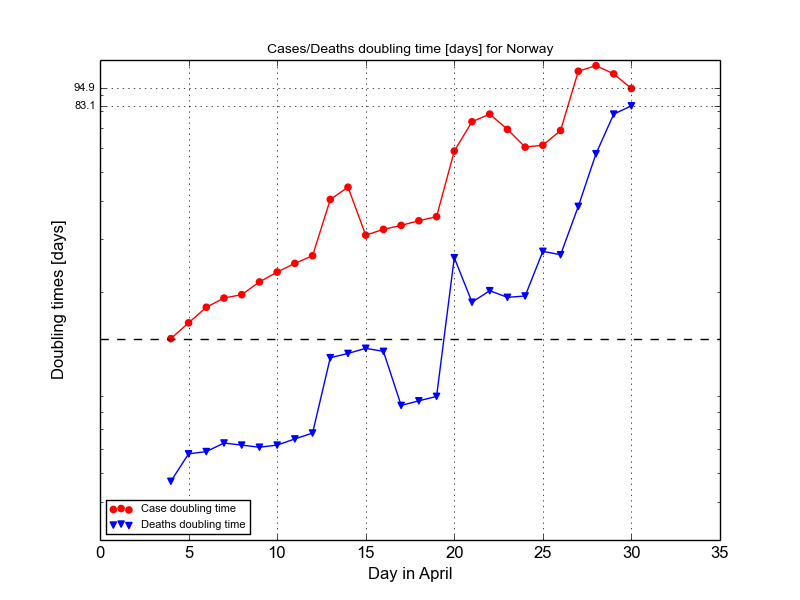 Cases/Deaths doubling time [days] for Norway
94.9
83.1
Doubling times [days]
Case doubling time
Deaths doubling time
0 5 10 15 20 25 30 35
Day in April